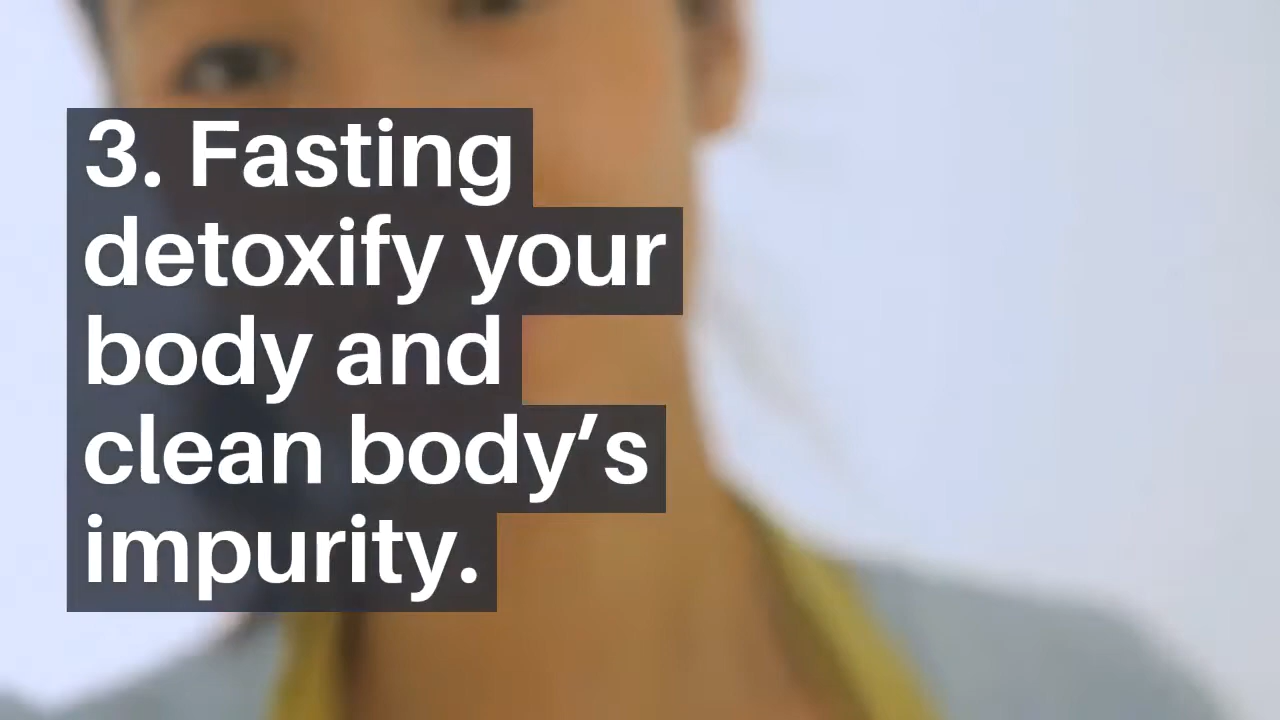 3. Fasting
detoxify your
body and
clean body’s
impurity.